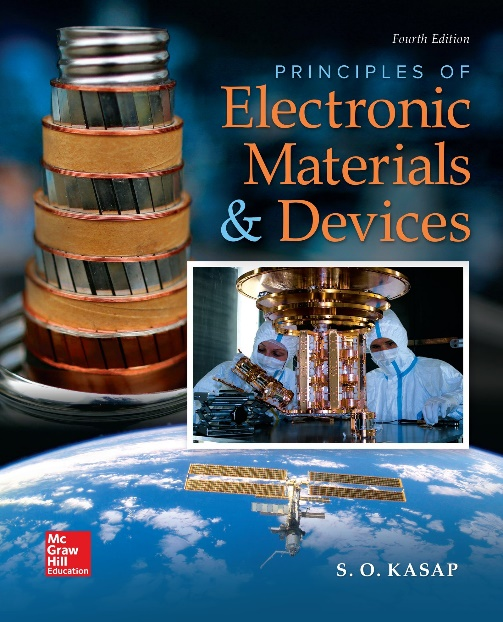 Fourth Edition
PRINCIPLES OF
Electronic
Materials
& Devices
Mc
Graw
Hill
Education
S. O. KASAP